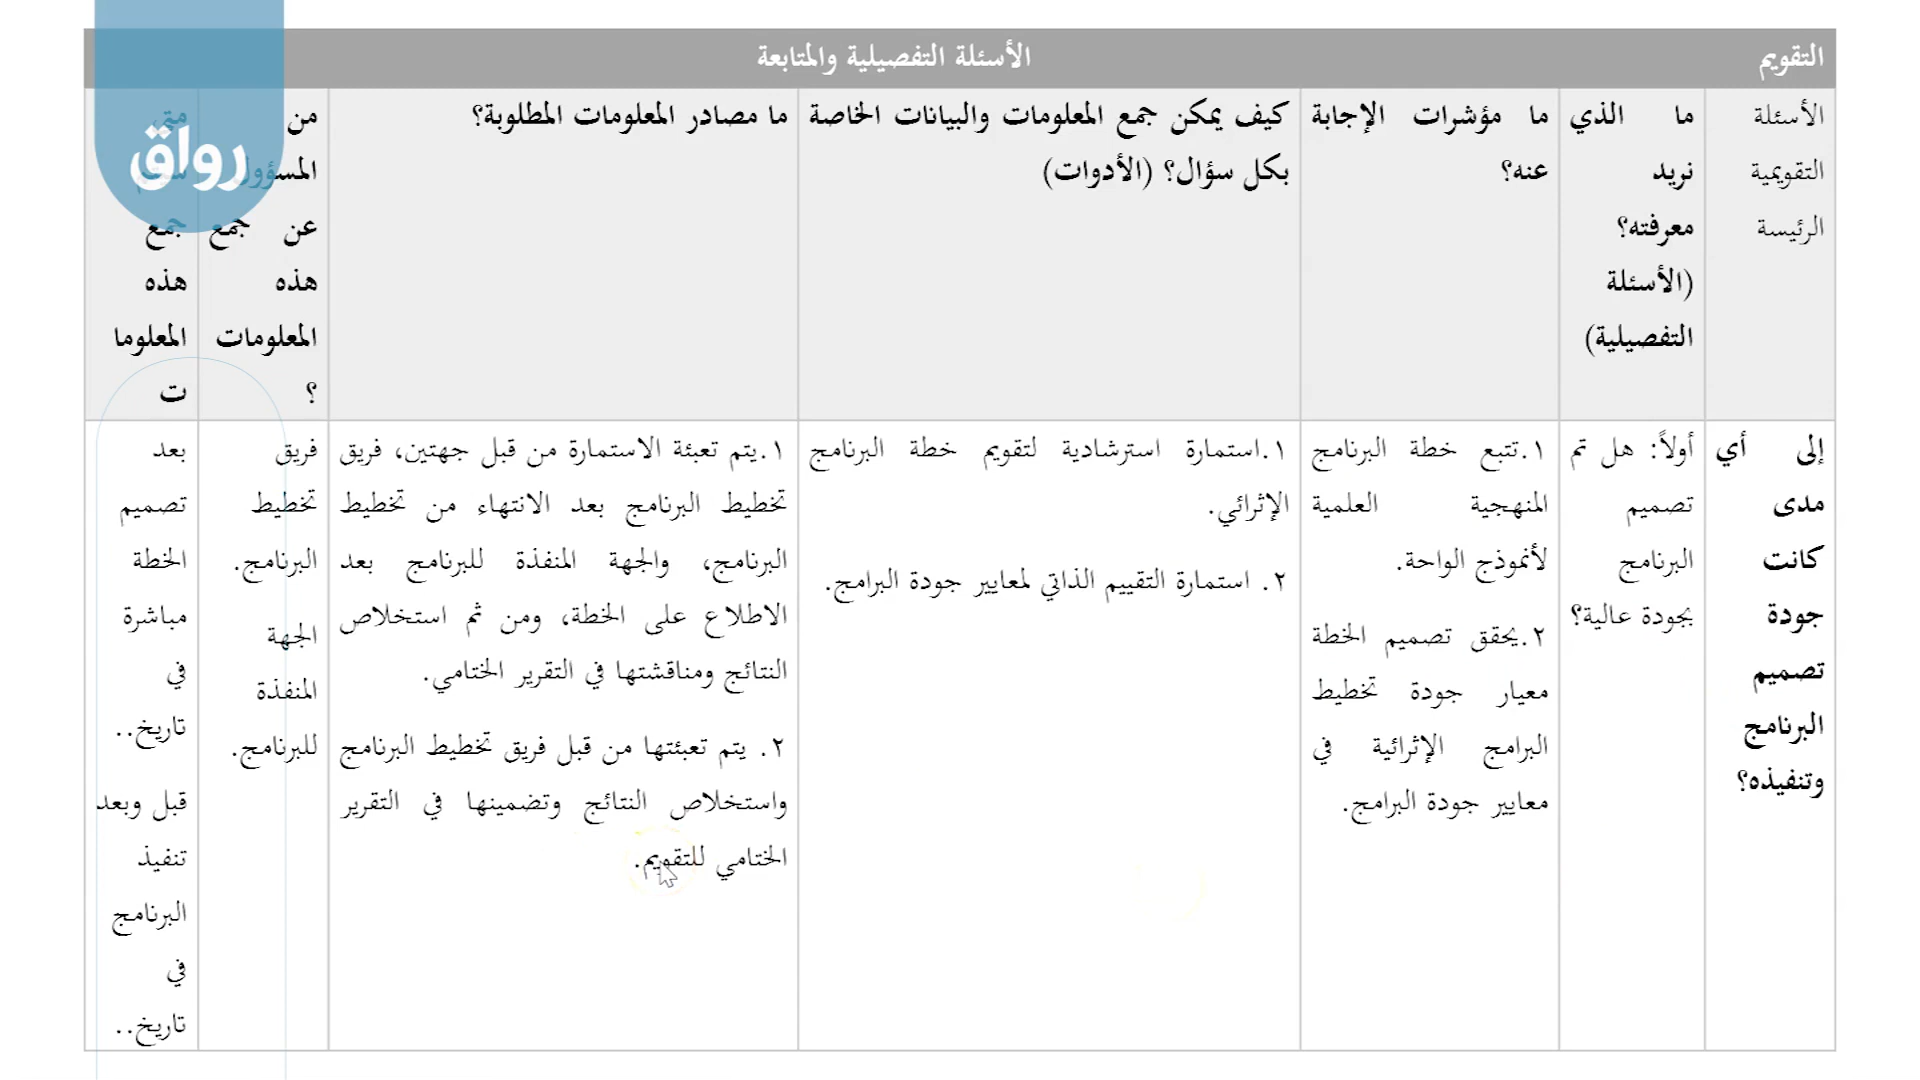 التقويم
الأسئلة التفصيلية والمتابعة
الأسئلة
التقويمية
الرئيسة
ما الذي
نريد
معرفته؟
(الأسئلة
التفصيلية)
ما مؤشرات الإجابة
عنه؟
كيف يمكن جمع المعلومات والبيانات الخاصة
بكل سؤال؟ (الأدوات)
ما مصادر المعلومات المطلوبة؟
من
المسؤول
عن جمع
هذه
المعلومات
؟
متى
جمع
هذه
المعلوما
ت
رواق
إلى أي
مدى
كانت
جودة
تصميم
البرنامج
وتنفيذه؟
أولاً: هل تم
تصميم
البرنامج
بجودة عالية؟
١.تتبع خطة البرنامج
المنهجية العلمية
لأنموذج الواحة.
٢.يحقق تصميم الخطة
معيار جودة تخطيط
البرامج الإثرائية في
معايير جودة البرامج.
١.استمارة استرشادية لتقويم خطة البرنامج
الإثرائي.
٢. استمارة التقييم الذاتي لمعايير جودة البرامج.
١.يتم تعبئة الاستمارة من قبل جهتين، فريق
تخطيط البرنامج بعد الانتهاء من تخطيط
البرنامج، والجهة المنفذة للبرنامج بعد
الاطلاع على الخطة، ومن ثم استخلاص
النتائج ومناقشتها في التقرير الختامي.
٢. يتم تعبئتها من قبل فريق تخطيط البرنامج
واستخلاص النتائج وتضمينها في التقرير
الختامي للتقويم.
فريق
تخطيط
البرنامج.
الجهة
المنفذة
للبرنامج.
بعد
تصميم
الخطة
مباشرة
في
تاريخ..
قبل وبعد
تنفيذ
البرنامج
في
تاريخ..